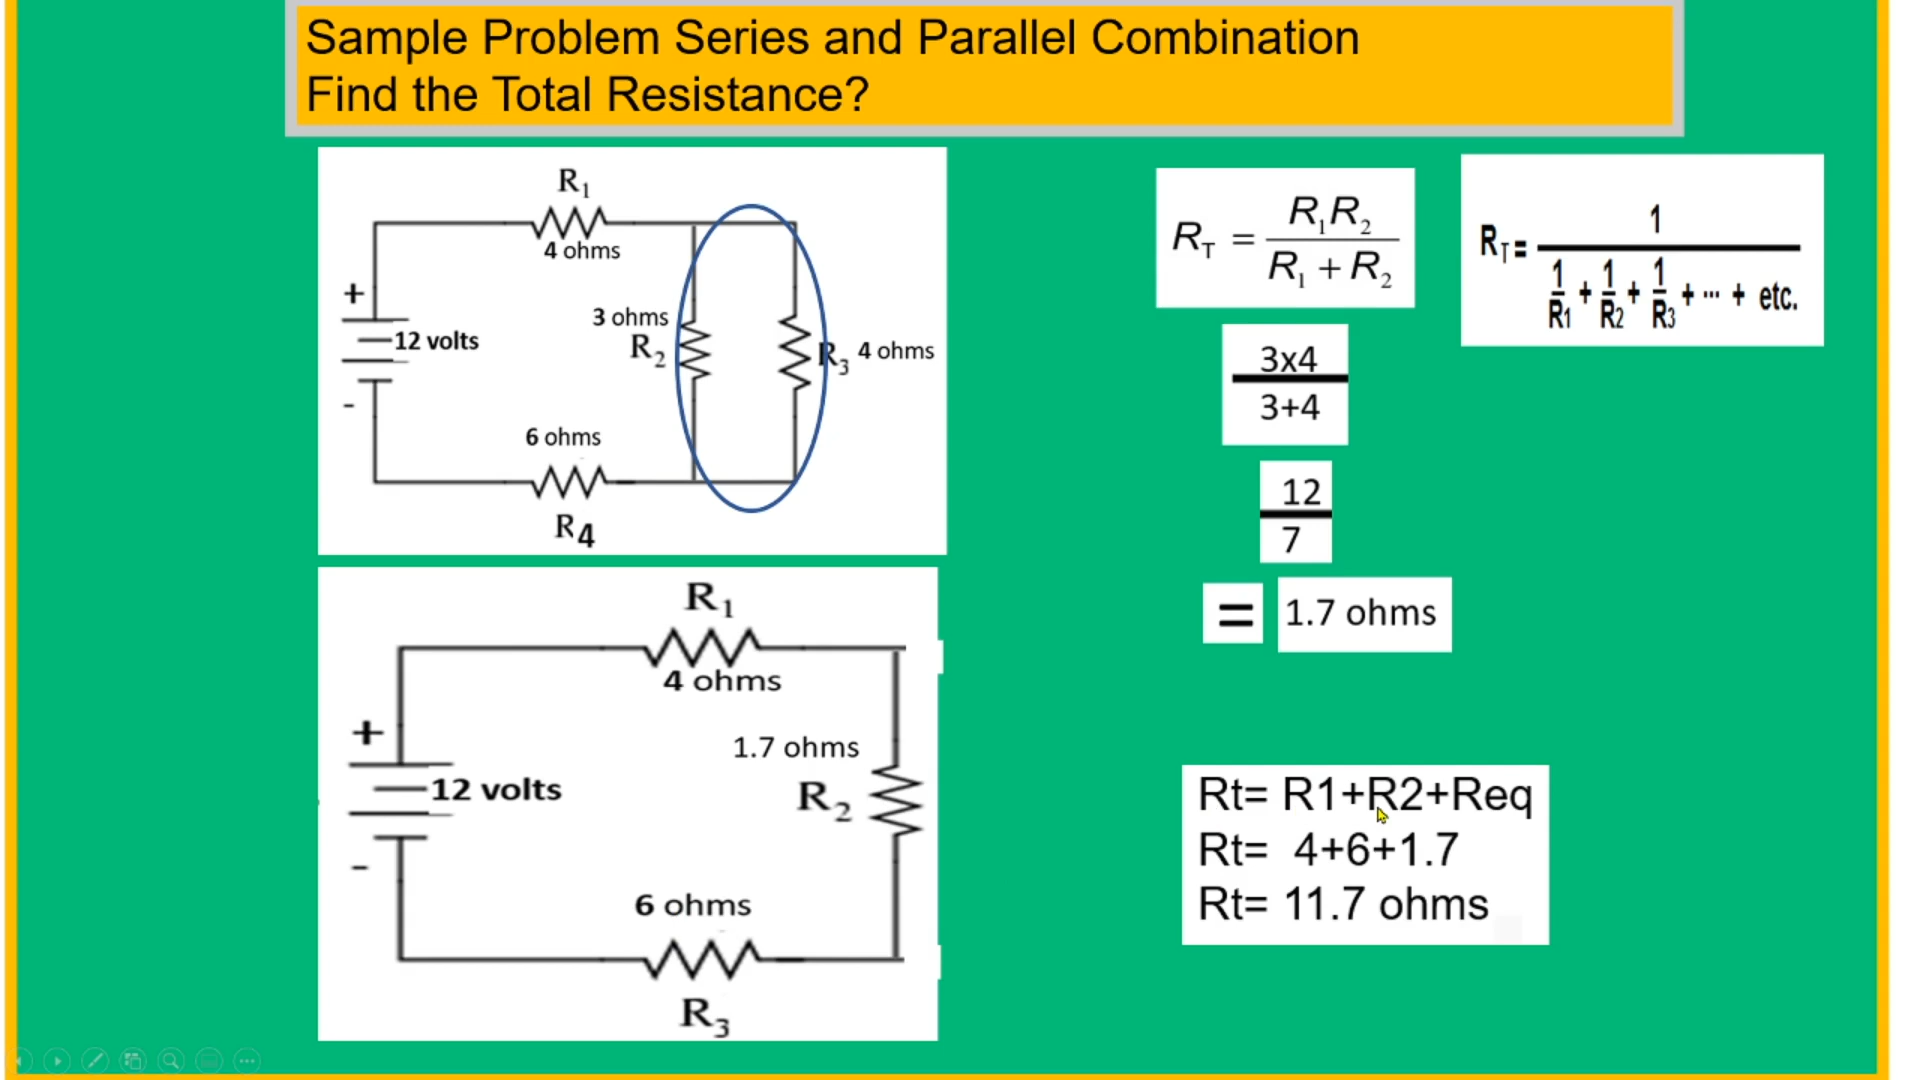 Sample Problem Series and Parallel Combination
Find the Total Resistance?
R1
4 ohms
+
12 volts
-
3 ohms
R2
R3 4 ohms
6 ohms
R4
RT = R1R2 / R1 + R2
RT = 1 / 1/R1 + 1/R2 + 1/R3 + ... + etc.
3x4
3+4
12
7
= 1.7 ohms
R1
4 ohms
+
12 volts
-
1.7 ohms
R2
6 ohms
R3
Rt= R1+R2+Req
Rt= 4+6+1.7
Rt= 11.7 ohms